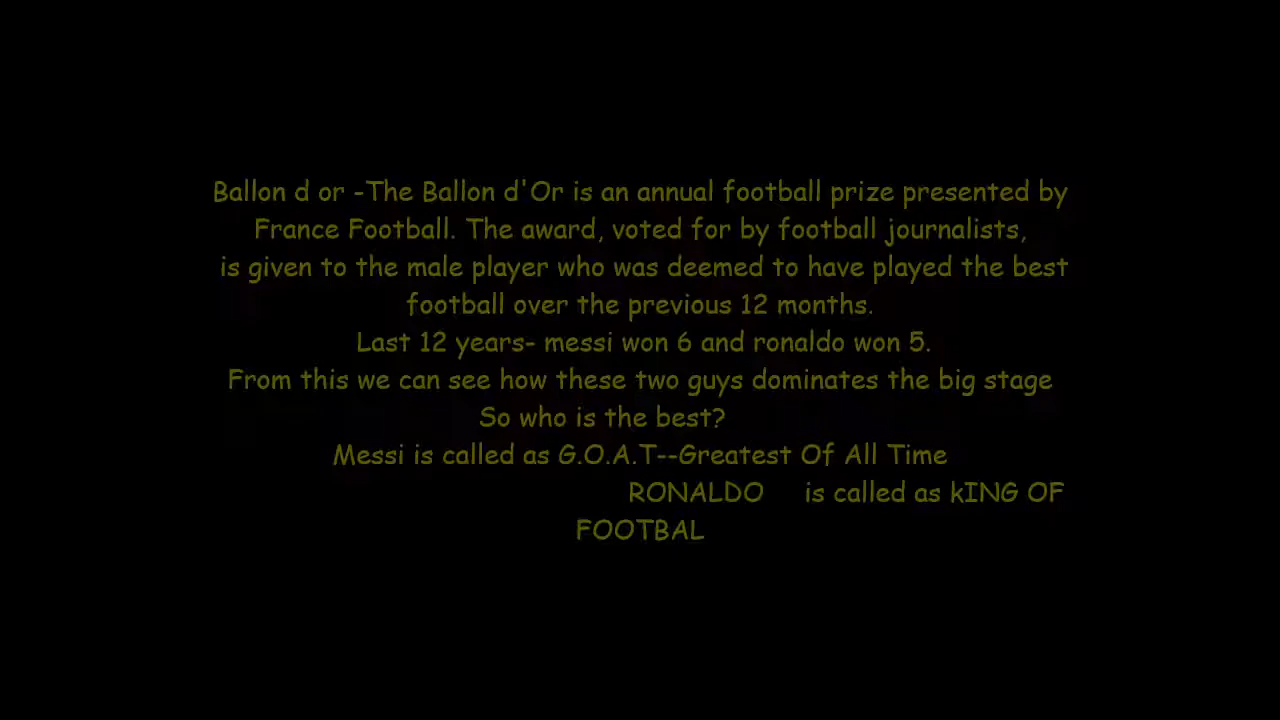 Ballon d or -The Ballon d'Or is an annual football prize presented by
France Football. The award, voted for by football journalists,
is given to the male player who was deemed to have played the best
football over the previous 12 months.
Last 12 years- messi won 6 and ronaldo won 5.
From this we can see how these two guys dominates the big stage
So who is the best?
Messi is called as G.O.A.T--Greatest Of All Time
RONALDO is called as kING OF
FOOTBAL